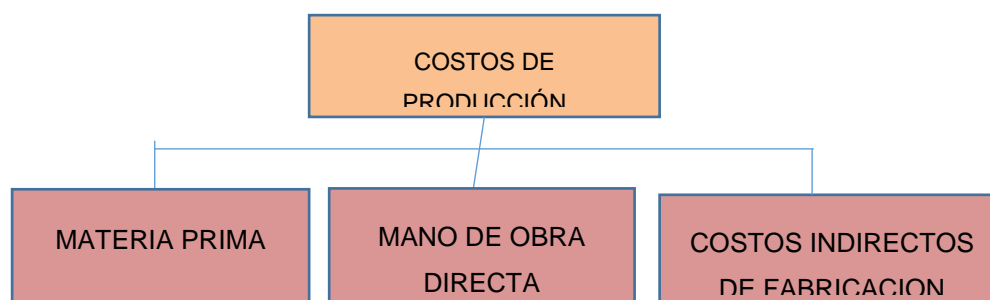 COSTOS DE
PRODUCCIÓN
MATERIA PRIMA
MANO DE OBRA
DIRECTA
COSTOS INDIRECTOS
DE FABRICACION